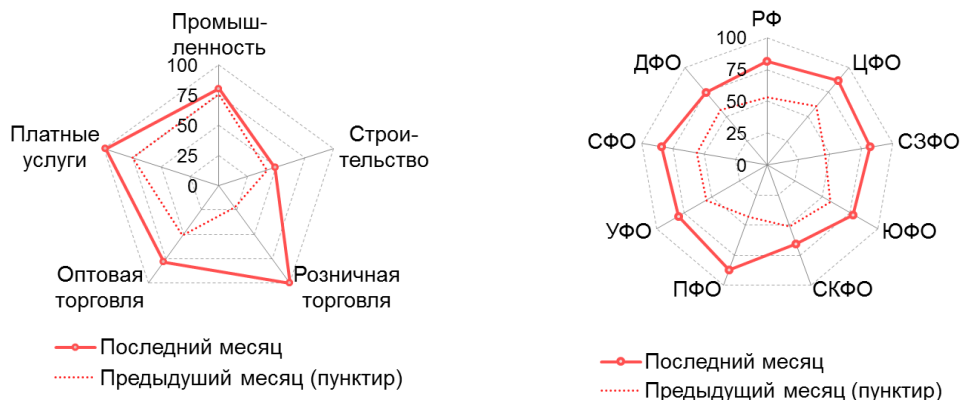 Промыш-
ленность
100
75
50
25
0
Строи-
тельство
Розничная
торговля
Оптовая
торговля
Платные
услуги
Последний месяц
Предыдуший месяц (пунктир)
РФ
100
75
50
25
0
ЦФО
СЗФО
ЮФО
СКФО
ПФО
УФО
СФО
ДФО
Последний месяц
Предыдущий месяц (пунктир)